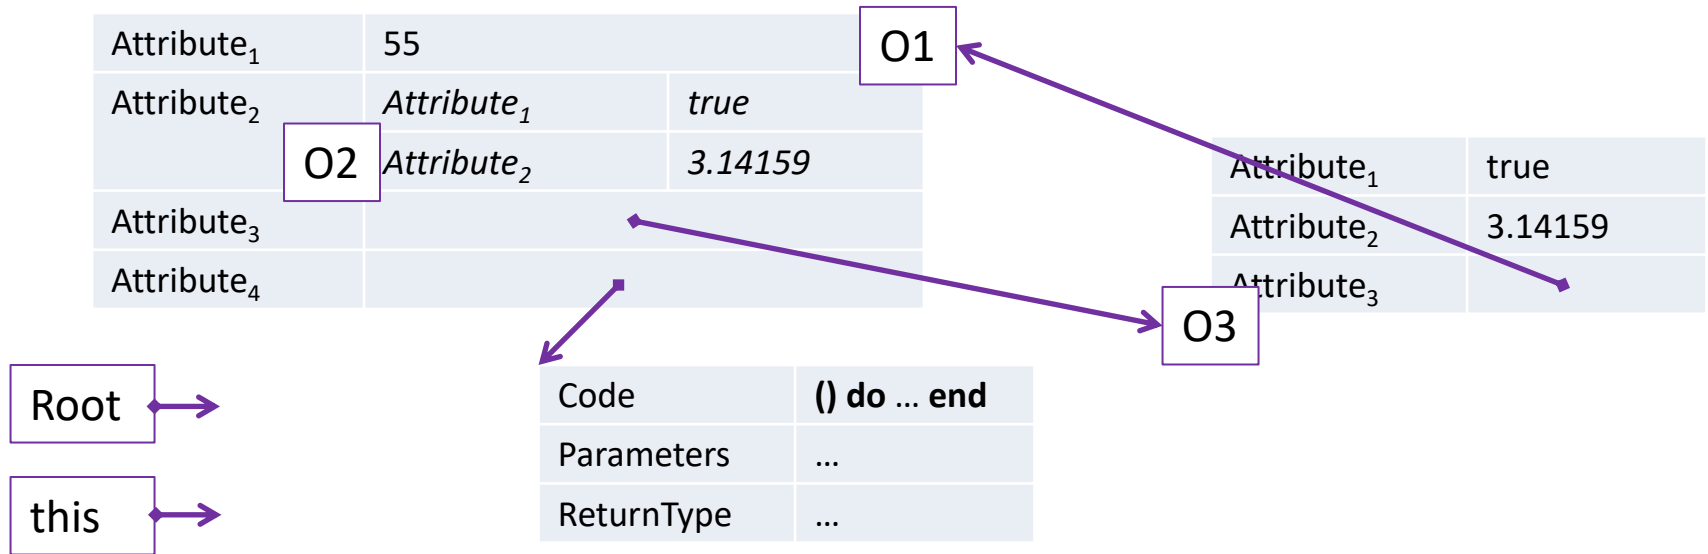 Attribute1 55 O1
Attribute2 Attribute1 true
O2 Attribute2 3.14159
Attribute3
Attribute4
Attribute1 true
Attribute2 3.14159
Attribute3
O3
Root
this
Code () do … end
Parameters …
ReturnType …